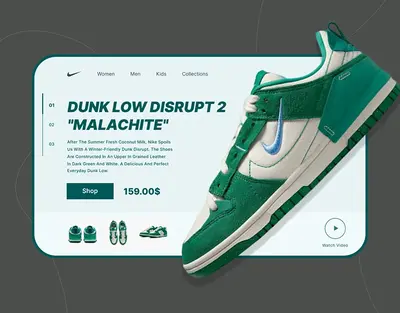 Women Men Kids Collections
01
DUNK LOW DISRUPT 2
"MALACHITE"
02
03
After The Summer Fresh Coconut Milk, Nike Spoils
Us With A Winter-Friendly Dunk Disrupt. The Shoes
Are Constructed In An Upper In Grained Leather
In Dark Green And White. A Delicious And Perfect
Everyday Dunk Low
Shop 159.00$
Watch Video